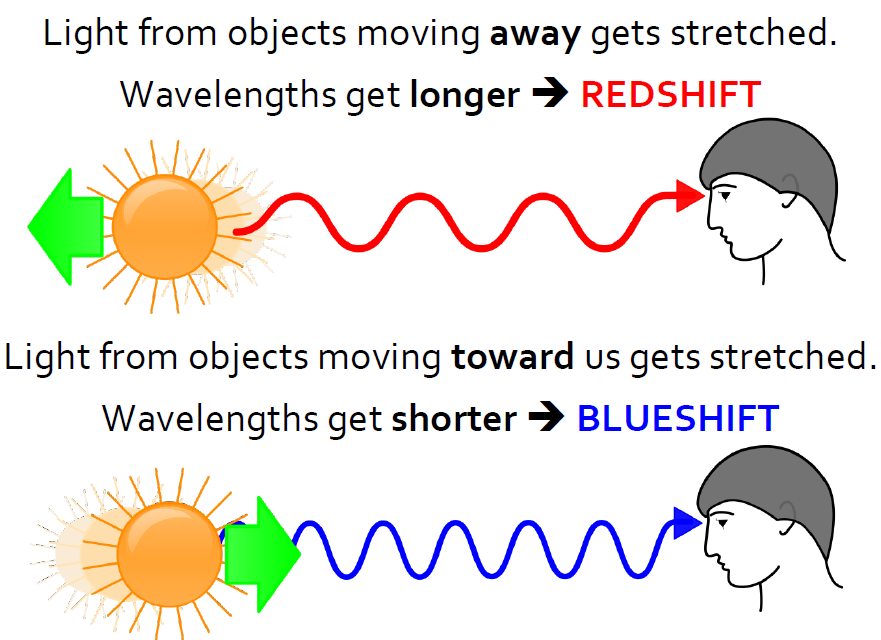 Light from objects moving away gets stretched.
Wavelengths get longer ➔ REDSHIFT
Light from objects moving toward us gets stretched.
Wavelengths get shorter ➔ BLUESHIFT